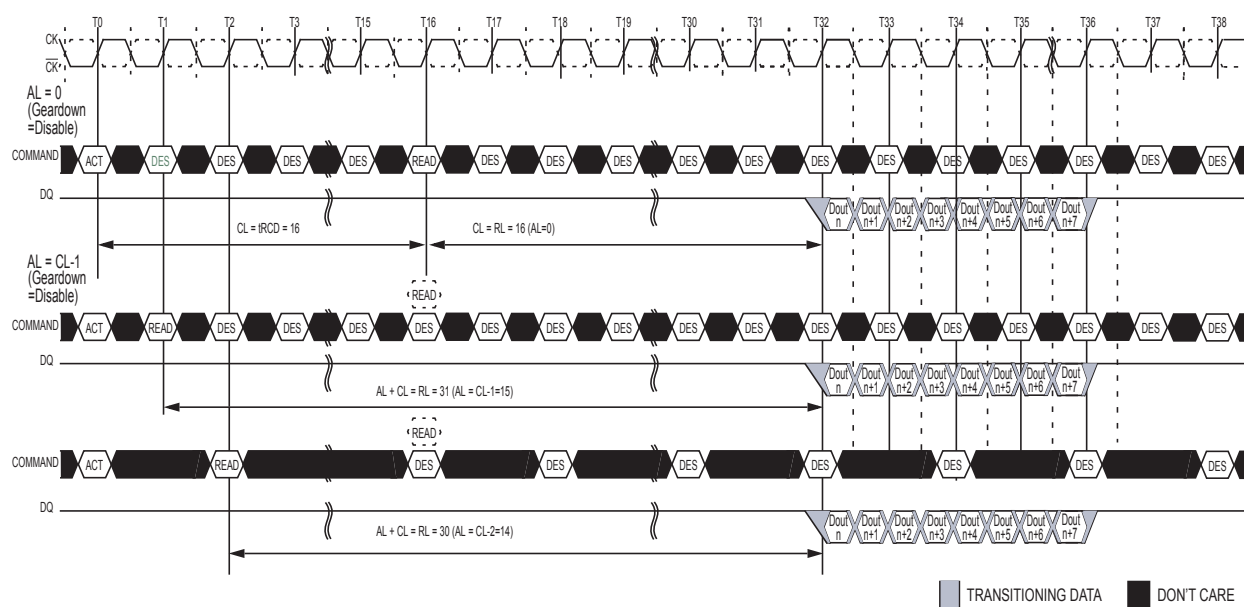 T0 T1 T2 T3 T15 T16 T17 T18 T19 T30 T31 T32 T33 T34 T35 T36 T37 T38
CK
CK
AL = 0
(Geardown
=Disable)
COMMAND ACT DES DES DES DES READ DES DES DES DES DES DES DES DES DES DES DES DES
DQ
Dout n Dout n+1 Dout n+2 Dout n+3 Dout n+4 Dout n+5 Dout n+6 Dout n+7
CL = tRCD = 16 CL = RL = 16 (AL=0)
AL = CL-1
(Geardown
=Disable)
READ
COMMAND ACT READ DES DES DES DES DES DES DES DES DES DES DES DES DES DES DES DES
DQ
Dout n Dout n+1 Dout n+2 Dout n+3 Dout n+4 Dout n+5 Dout n+6 Dout n+7
AL + CL = RL = 31 (AL = CL-1=15)
READ
COMMAND ACT READ DES DES DES DES DES DES DES
DQ
Dout n Dout n+1 Dout n+2 Dout n+3 Dout n+4 Dout n+5 Dout n+6 Dout n+7
AL + CL = RL = 30 (AL = CL-2=14)
TRANSITIONING DATA DON'T CARE